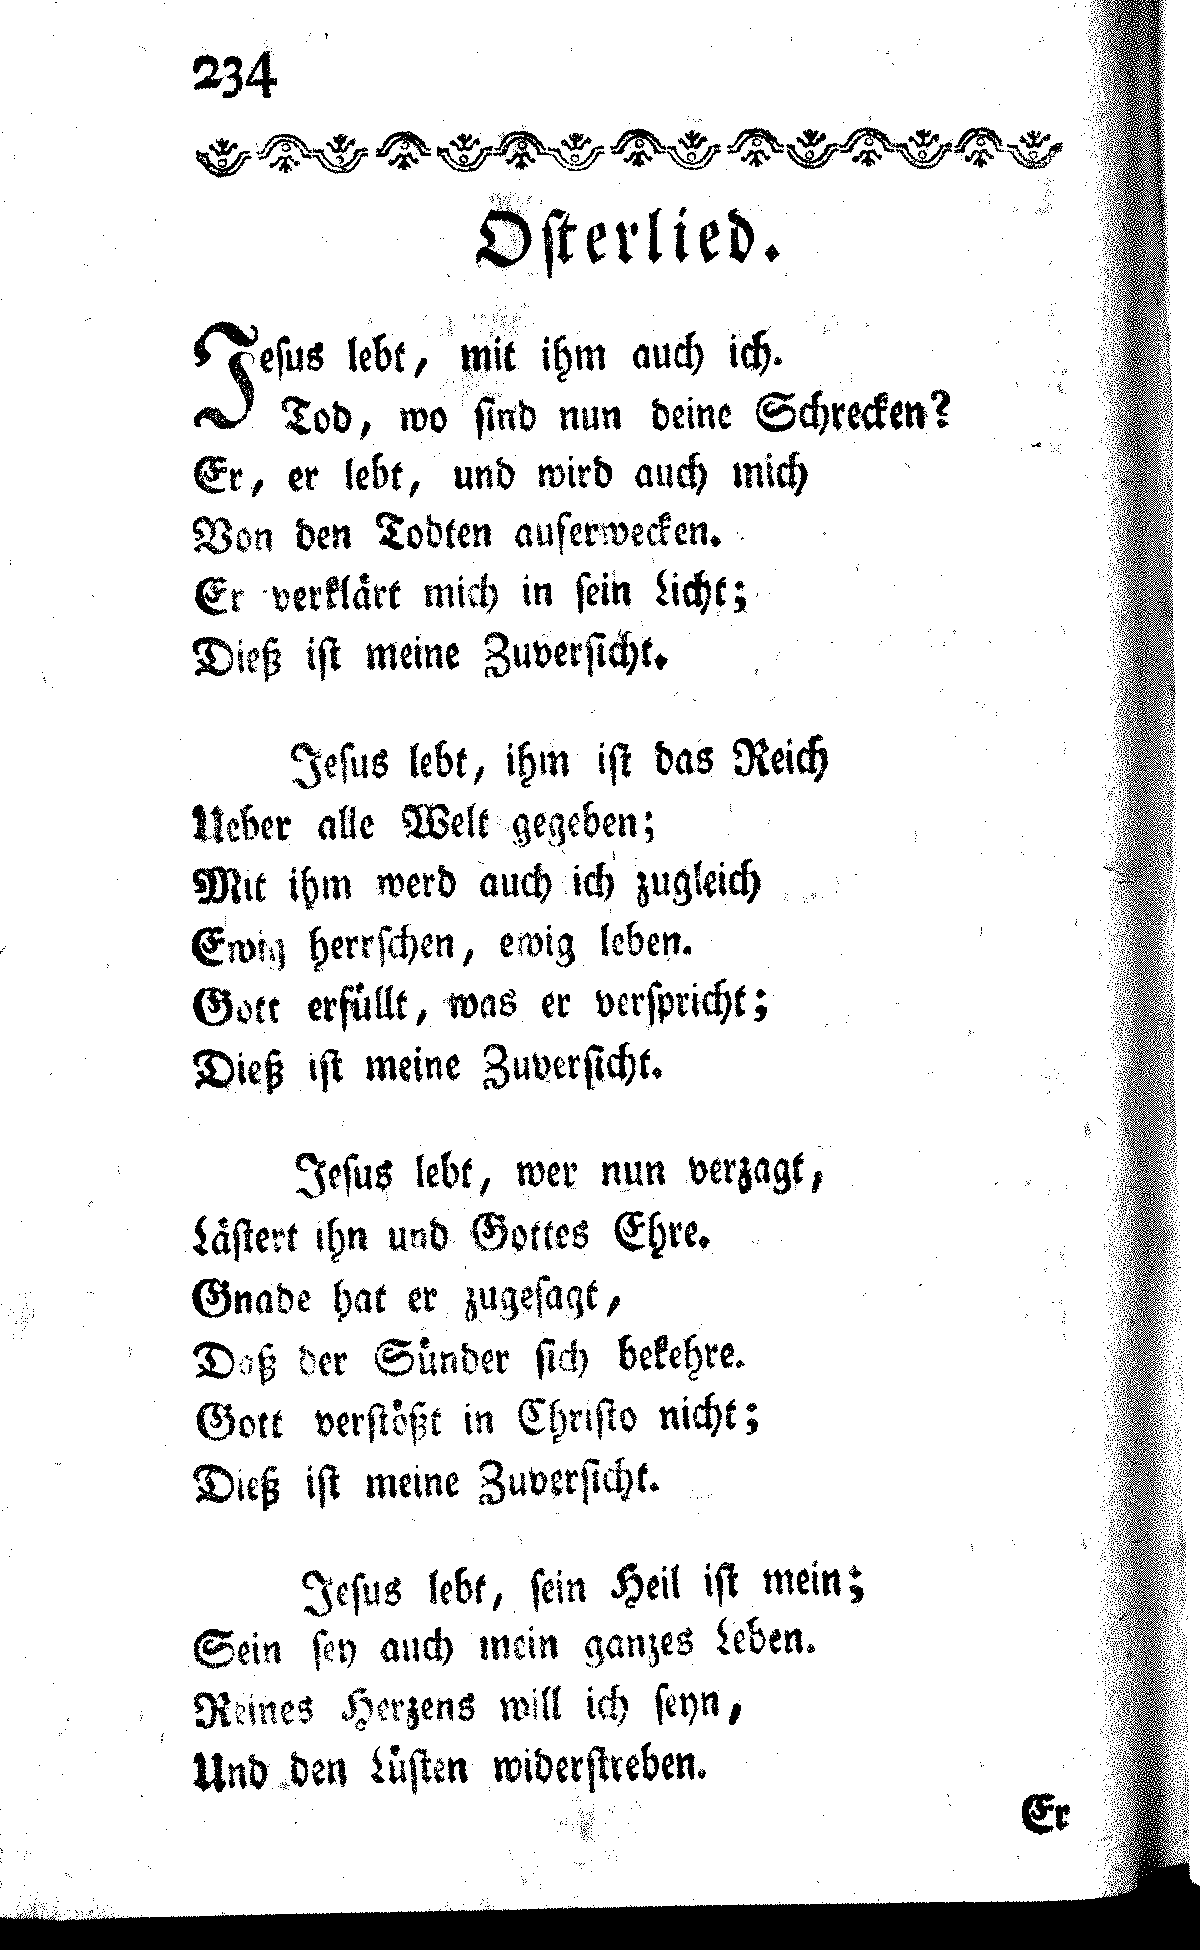 234
Osterlied.
Jesus lebt, mit ihm auch ich.
Tod, wo sind nun deine Schrecken?
Er, er lebt, und wird auch mich
Von den Todten auferwecken.
Er verklärt mich in sein Licht;
Dieß ist meine Zuversicht.
Jesus lebt, ihm ist das Reich
Ueber alle Welt gegeben;
Mit ihm werd auch ich zugleich
Ewig herrschen, ewig leben.
Gott erfüllt, was er verspricht;
Dieß ist meine Zuversicht.
Jesus lebt, wer nun verzagt,
Lästert ihn und Gottes Ehre.
Gnade hat er zugesagt,
Daß der Sünder sich bekehre.
Gott verstößt in Christo nicht;
Dieß ist meine Zuversicht.
Jesus lebt, sein Heil ist mein;
Sein sey auch mein ganzes Leben.
Reines Herzens will ich seyn,
Und den Lüsten widerstreben.
Er